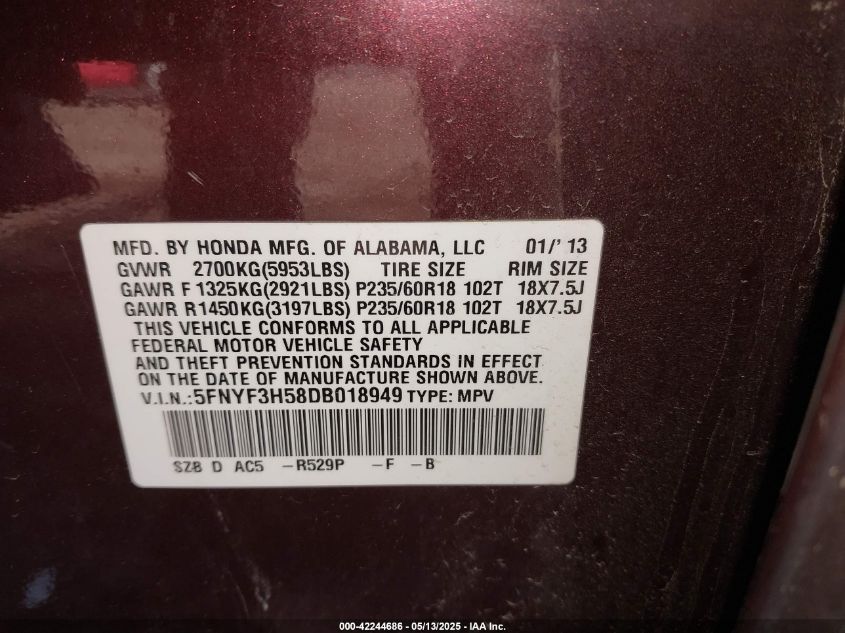 MFD. BY HONDA MFG. OF ALABAMA, LLC 01/'13
GVWR 2700KG(5953LBS) TIRE SIZE RIM SIZE
GAWR F 1325KG(2921LBS) P235/60R18 102T 18X7.5J
GAWR R1450KG(3197LBS) P235/60R18 102T 18X7.5J
THIS VEHICLE CONFORMS TO ALL APPLICABLE
FEDERAL MOTOR VEHICLE SAFETY
AND THEFT PREVENTION STANDARDS IN EFFECT
ON THE DATE OF MANUFACTURE SHOWN ABOVE.
V.I.N.:5FNYF3H58DB018949 TYPE: MPV
SZB D AC5 -R529P -F -B
000-42244686 - 05/13/2025 - IAA Inc.